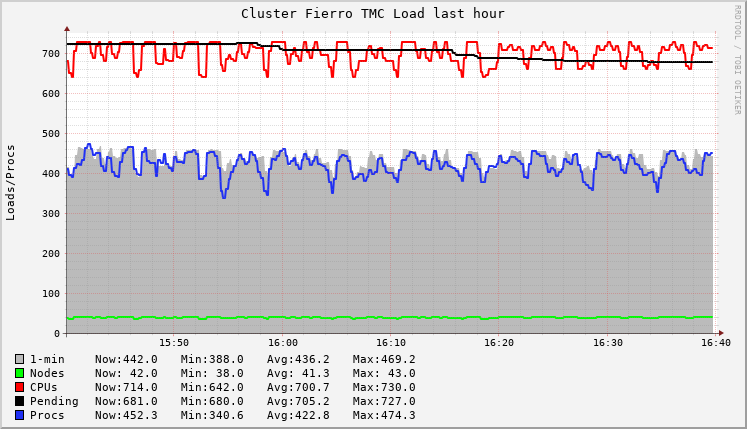 Cluster Fierro TMC Load last hour
RRDTOOL / TOBI OETIKER
Loads/Procs
700
600
500
400
300
200
100
0
15:50 16:00 16:10 16:20 16:30 16:40
1-min Now:442.0 Min:388.0 Avg:436.2 Max:469.2
Nodes Now: 42.0 Min: 38.0 Avg: 41.3 Max: 43.0
CPUs Now:714.0 Min:642.0 Avg:700.7 Max:730.0
Pending Now:681.0 Min:680.0 Avg:705.2 Max:727.0
Procs Now:452.3 Min:340.6 Avg:422.8 Max:474.3